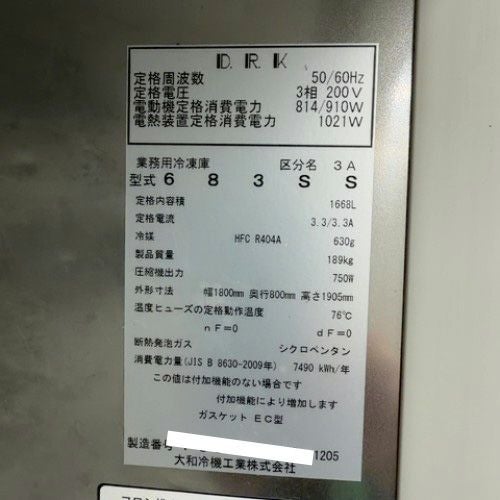 D. R. K
定格周波数 50/60Hz
定格電圧 3相 200V
電動機定格消費電力 814/910W
電熱装置定格消費電力 1021W
業務用冷凍庫 区分名 3A
型式 683SS
定格内容積 1668L
定格電流 3.3/3.3A
冷媒 HFC R404A 630g
製品質量 189kg
圧縮機出力 750W
外形寸法 幅1800mm 奥行800mm 高さ1905mm
温度ヒューズの定格動作温度 76℃
nF=0 dF=0
断熱発泡ガス シクロペンタン
消費電力量(JIS B 8630-2009年) 7490 kWh/年
この値は付加機能のない場合です
付加機能により増加します
ガスケット EC型
製造番号 1205
大和冷機工業株式会社